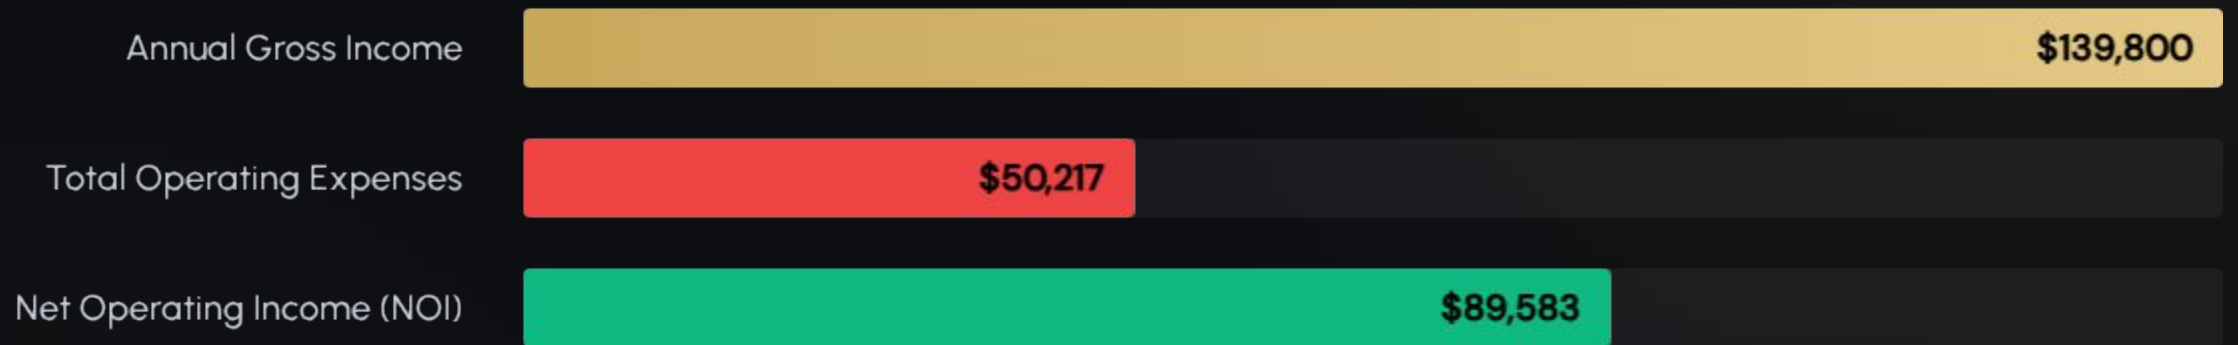 Annual Gross Income $139,800
Total Operating Expenses $50,217
Net Operating Income (NOI) $89,583